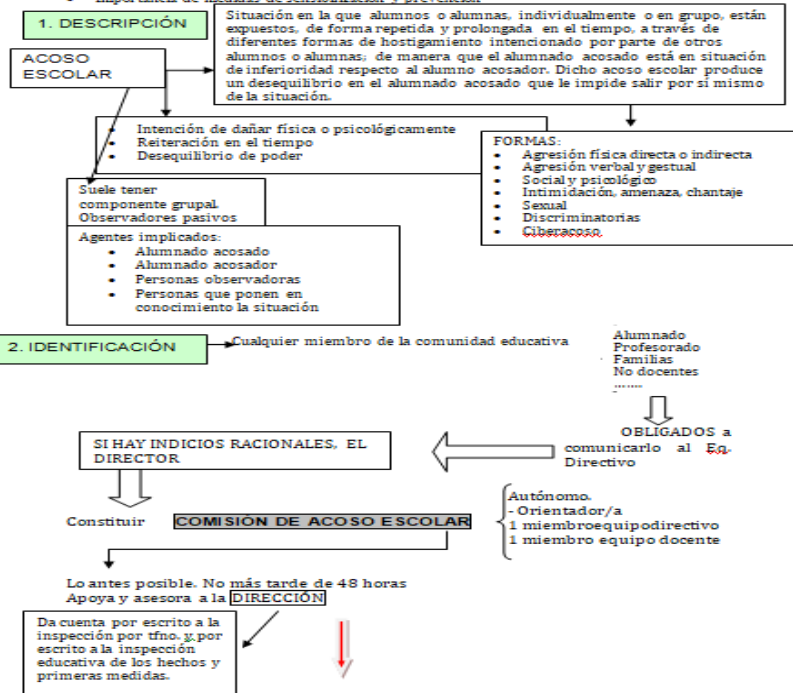 Importancia de medidas de sensibilización y prevención
1. DESCRIPCIÓN
Situación en la que alumnos o alumnas, individualmente o en grupo, están
expuestos, de forma repetida y prolongada en el tiempo, a través de
diferentes formas de hostigamiento intencionado por parte de otros
alumnos o alumnas; de manera que el alumnado acosado está en situación
de inferioridad respecto al alumno acosador. Dicho acoso escolar produce
un desequilibrio en el alumnado acosado que le impide salir por si mismo
de la situación.
ACOSO
ESCOLAR
• Intención de dañar física o psicológicamente
• Reiteración en el tiempo
• Desequilibrio de poder
FORMAS:
• Agresión física directa o indirecta
• Agresión verbal y gestual
• Social y psicológico
• Intimidación, amenaza, chantaje
• Sexual
• Discriminatorias
• Ciberacoso
Suele tener
componente grupal.
Observadores pasivos
Agentes implicados:
• Alumnado acosado
• Alumnado acosador
• Personas observadoras
• Personas que ponen en
conocimiento la situación
2. IDENTIFICACIÓN
Cualquier miembro de la comunidad educativa
Alumnado
Profesorado
Familias
No docentes
.......
OBLIGADOS a
comunicarlo al Eq.
Directivo
SI HAY INDICIOS RACIONALES, EL
DIRECTOR
Constituir COMISIÓN DE ACOSO ESCOLAR
Autónomo.
- Orientador/a
1 miembroequipodirectivo
1 miembro equipo docente
Lo antes posible. No más tarde de 48 horas
Apoya y asesora a la DIRECCIÓN
Da cuenta por escrito a la
inspección por tfno. y por
escrito a la inspección
educativa de los hechos y
primeras medidas.